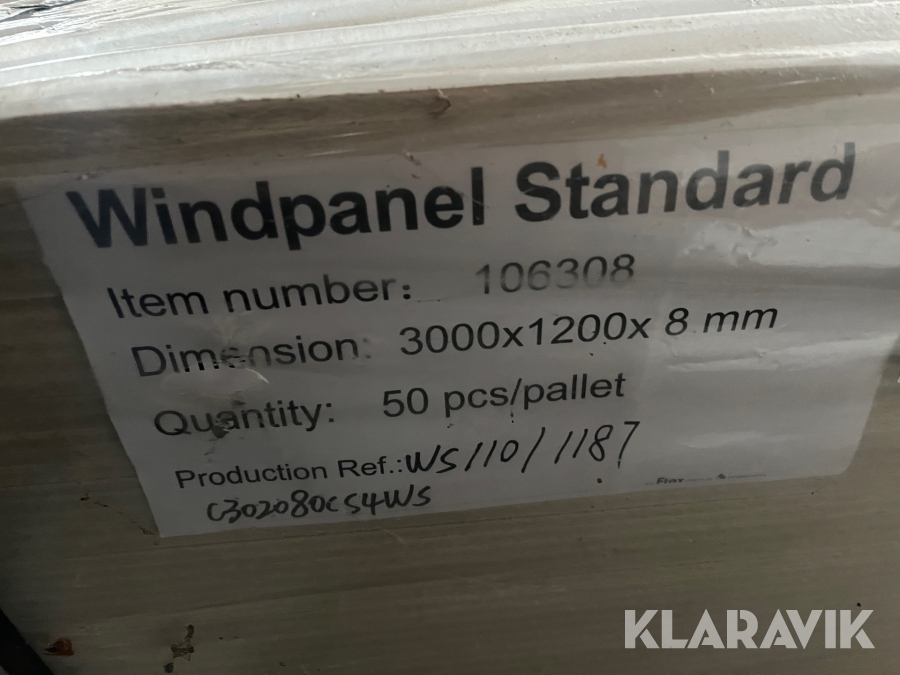 Windpanel Standard
Item number: 106308
Dimension: 3000x1200x 8 mm
Quantity: 50 pcs/pallet
Production Ref.: WS110/1187
C302080CS4WS
KLARAVIK